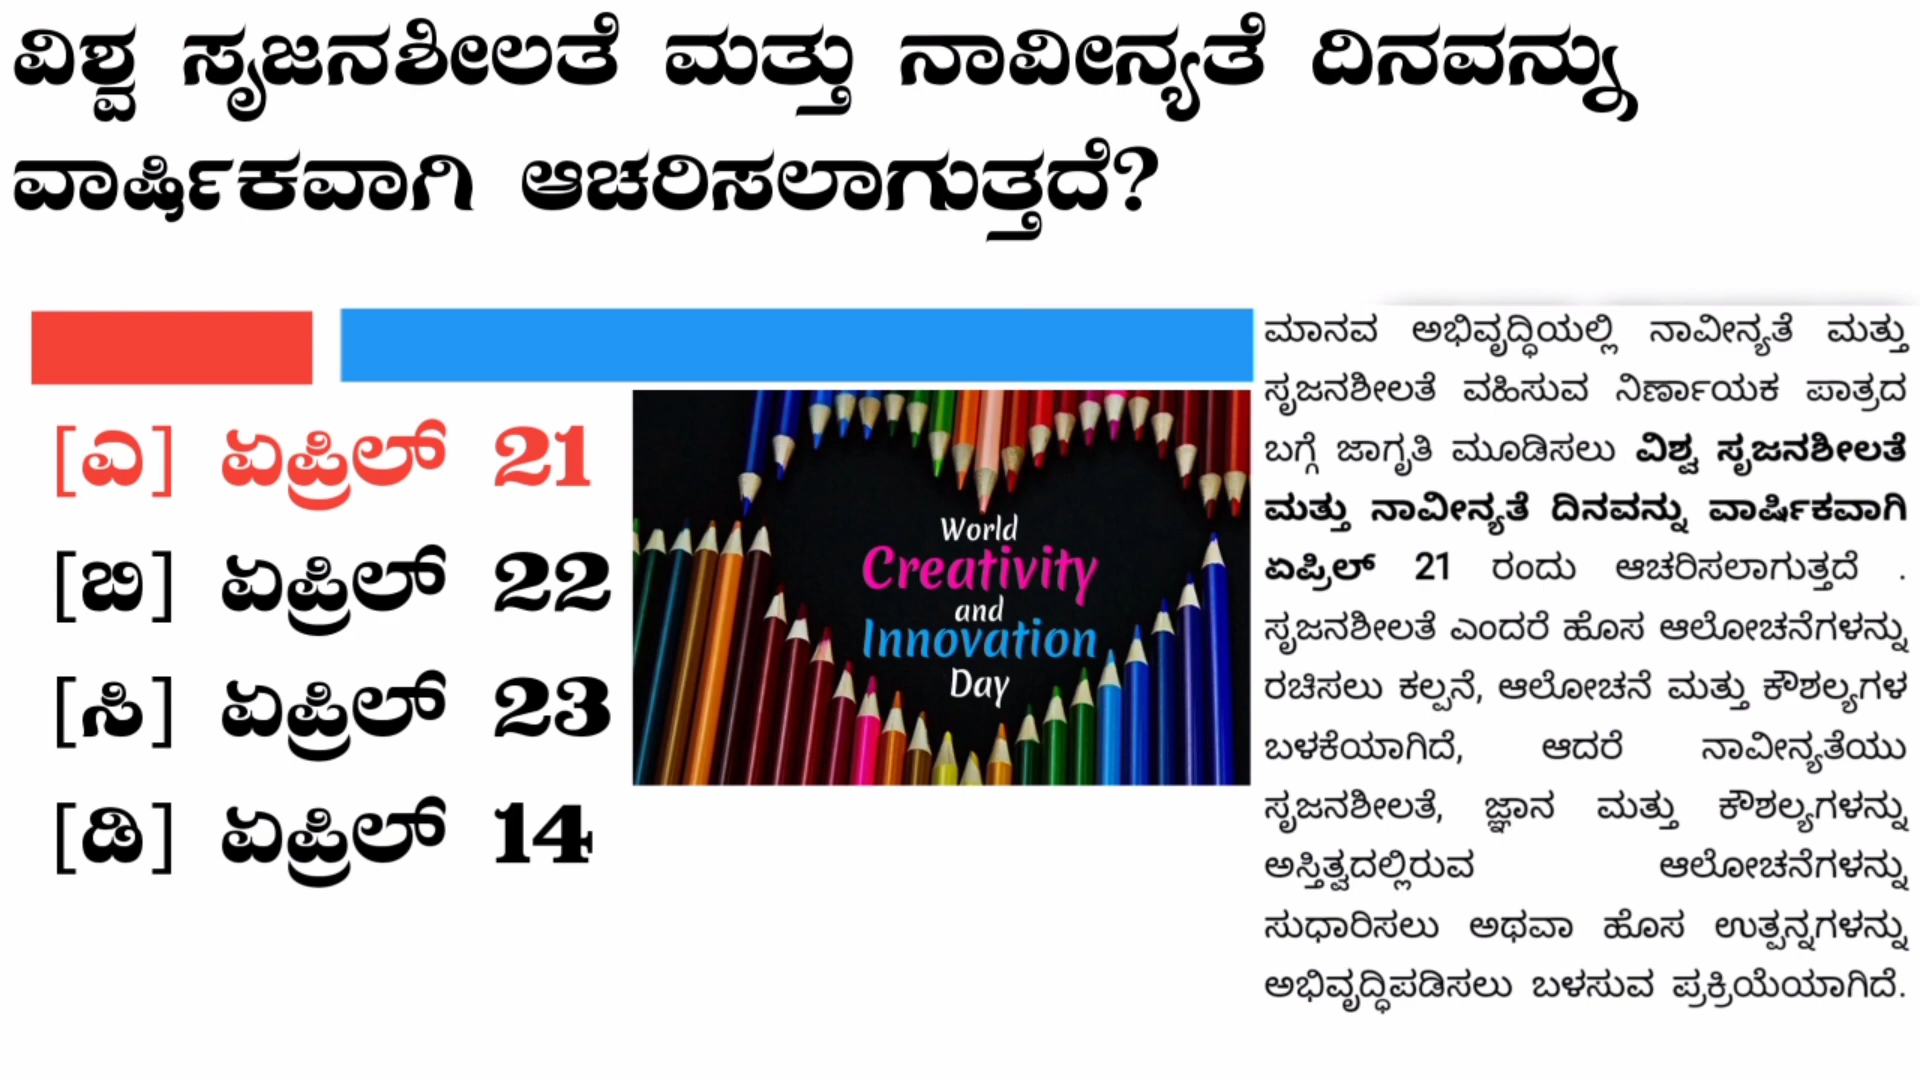 ವಿಶ್ವ ಸೃಜನಶೀಲತೆ ಮತ್ತು ನಾವೀನ್ಯತೆ ದಿನವನ್ನು
ವಾರ್ಷಿಕವಾಗಿ ಆಚರಿಸಲಾಗುತ್ತದೆ?
[ಎ] ಏಪ್ರಿಲ್ 21
[ಬಿ] ಏಪ್ರಿಲ್ 22
[ಸಿ] ಏಪ್ರಿಲ್ 23
[ಡಿ] ಏಪ್ರಿಲ್ 14
World
Creativity
and
Innovation
Day
ಮಾನವ ಅಭಿವೃದ್ಧಿಯಲ್ಲಿ ನಾವೀನ್ಯತೆ ಮತ್ತು
ಸೃಜನಶೀಲತೆ ವಹಿಸುವ ನಿರ್ಣಾಯಕ ಪಾತ್ರದ
ಬಗ್ಗೆ ಜಾಗೃತಿ ಮೂಡಿಸಲು ವಿಶ್ವ ಸೃಜನಶೀಲತೆ
ಮತ್ತು ನಾವೀನ್ಯತೆ ದಿನವನ್ನು ವಾರ್ಷಿಕವಾಗಿ
ಏಪ್ರಿಲ್ 21 ರಂದು ಆಚರಿಸಲಾಗುತ್ತದೆ .
ಸೃಜನಶೀಲತೆ ಎಂದರೆ ಹೊಸ ಆಲೋಚನೆಗಳನ್ನು
ರಚಿಸಲು ಕಲ್ಪನೆ, ಆಲೋಚನೆ ಮತ್ತು ಕೌಶಲ್ಯಗಳ
ಬಳಕೆಯಾಗಿದೆ, ಆದರೆ ನಾವೀನ್ಯತೆಯು
ಸೃಜನಶೀಲತೆ, ಜ್ಞಾನ ಮತ್ತು ಕೌಶಲ್ಯಗಳನ್ನು
ಅಸ್ತಿತ್ವದಲ್ಲಿರುವ ಆಲೋಚನೆಗಳನ್ನು
ಸುಧಾರಿಸಲು ಅಥವಾ ಹೊಸ ಉತ್ಪನ್ನಗಳನ್ನು
ಅಭಿವೃದ್ಧಿಪಡಿಸಲು ಬಳಸುವ ಪ್ರಕ್ರಿಯೆಯಾಗಿದೆ.